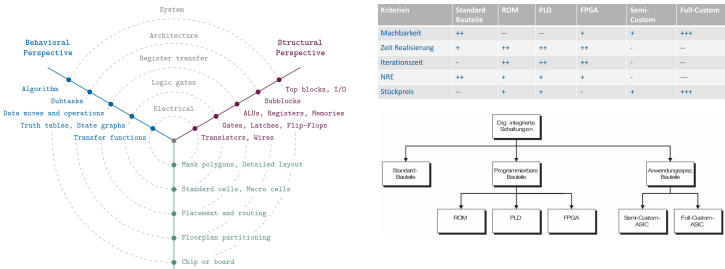 System
Architecture
Register transfer
Logic gates
Electrical
Behavioral
Perspective
Structural
Perspective
Algorithm
Subtasks
Data moves and operations
Truth tables, State graphs
Transfer functions
Top blocks, I/O
Subblocks
ALUs, Registers, Memories
Gates, Latches, Flip-Flops
Transistors, Wires
Mask polygons, Detailed layout
Standard cells, Macro cells
Placement and routing
Floorplan partitioning
Chip or board
Kriterien Standard Bauteile ROM PLD FPGA Semi-Custom Full-Custom
Machbarkeit ++ -- -- + + +++
Zeit Realisierung + ++ ++ ++ - --
Iterationszeit - ++ ++ ++ - --
NRE ++ + + + - ---
Stückpreis -- + + - + +++
Dig. integrierte
Schaltungen
Standard-
Bauteile
Programmierbare
Bauteile
Anwendungsspez.
Bauteile
ROM
PLD
FPGA
Semi-Custom-
ASIC
Full-Custom-
ASIC